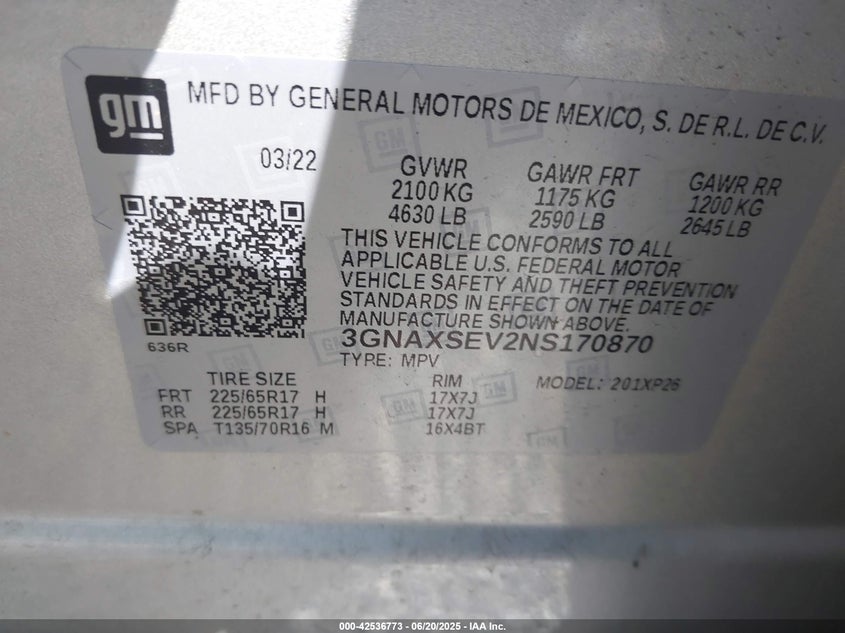 gm
MFD BY GENERAL MOTORS DE MEXICO, S. DE R.L. DE C.V.
03/22
GVWR GAWR FRT GAWR RR
2100 KG 1175 KG 1200 KG
4630 LB 2590 LB 2645 LB
THIS VEHICLE CONFORMS TO ALL
APPLICABLE U.S. FEDERAL MOTOR
VEHICLE SAFETY AND THEFT PREVENTION
STANDARDS IN EFFECT ON THE DATE OF
MANUFACTURE SHOWN ABOVE.
636R
3GNAXSEV2NS170870
TYPE: MPV
TIRE SIZE RIM MODEL: 201XP26
FRT 225/65R17 H 17X7J
RR 225/65R17 H 17X7J
SPA T135/70R16 M 16X4BT
000-42536773 - 06/20/2025 - IAA Inc.